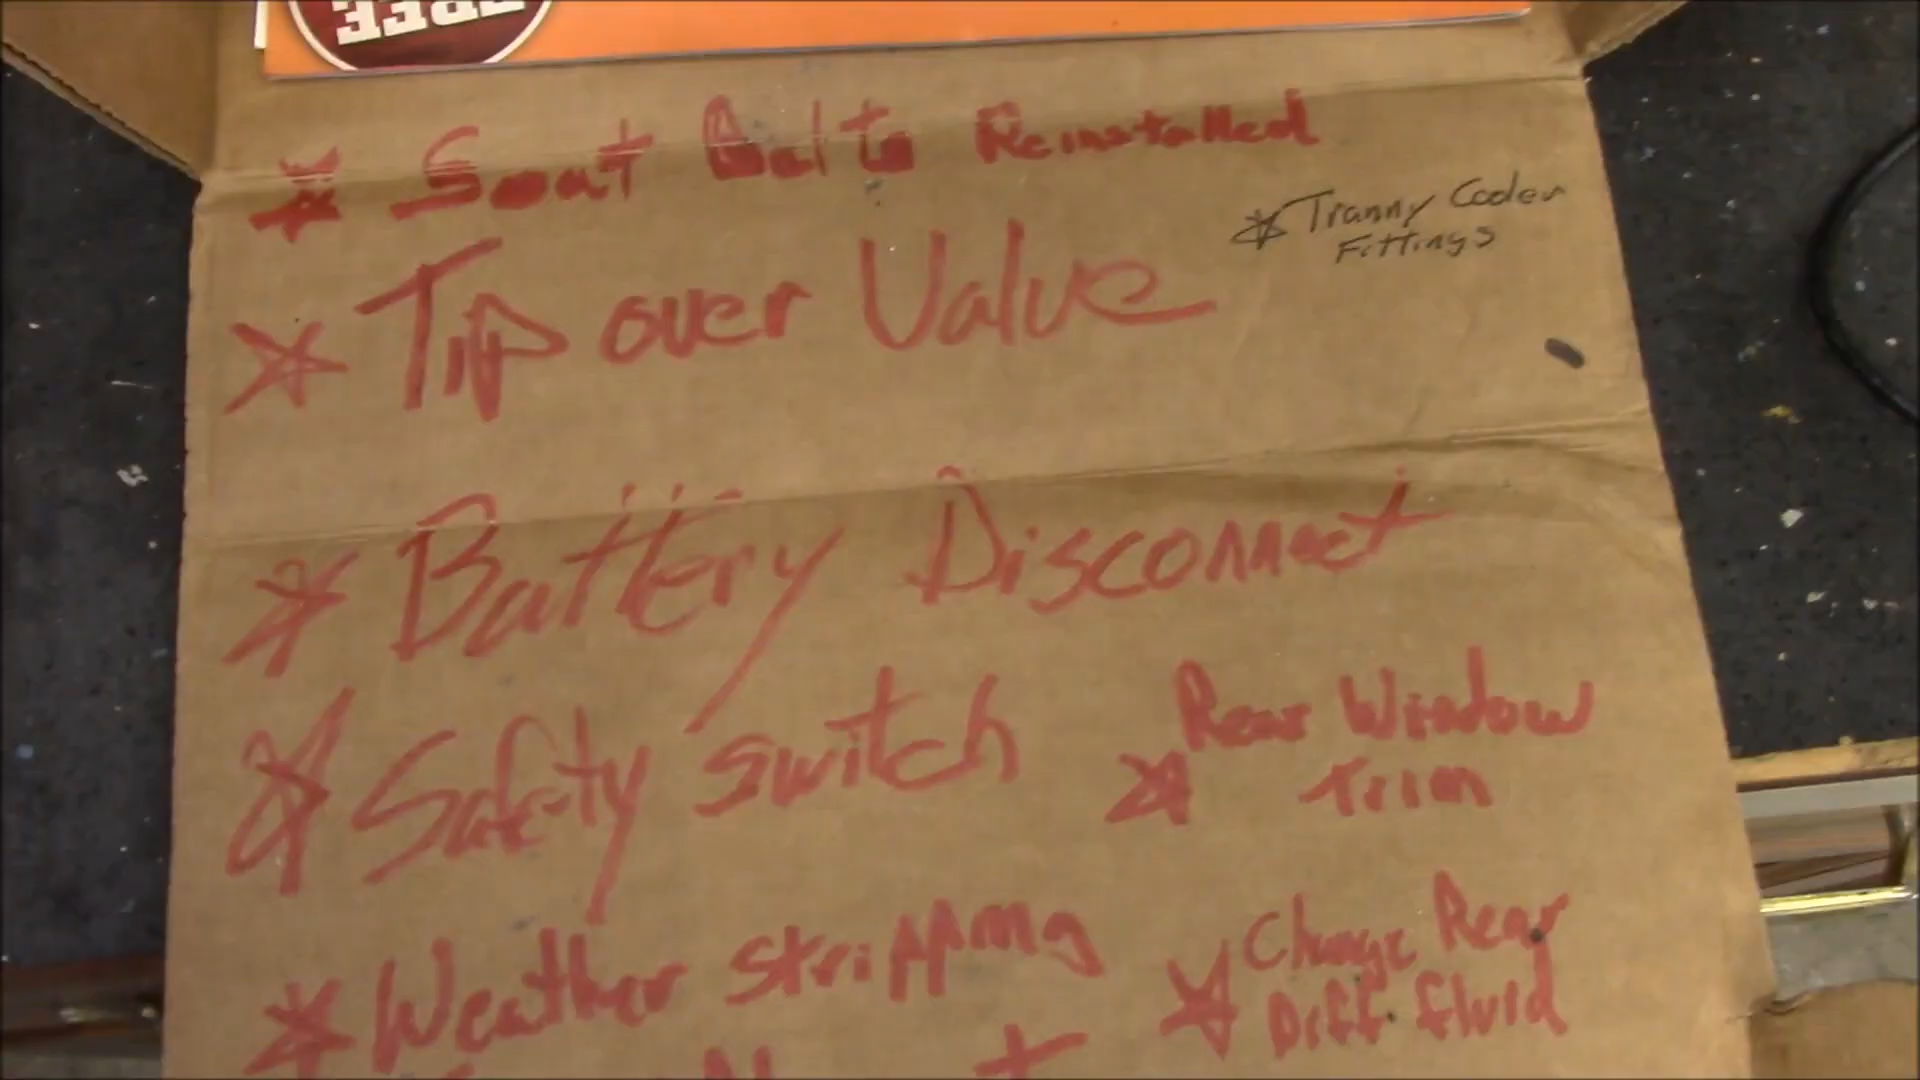 * Seat Belts Reinstalled
* Tranny Cooler
Fittings
* Tip over Valve
* Battery Disconnect
* Safety switch
* Rear Window
Trim
* Weather stripping
* Change Rear
Diff. fluid